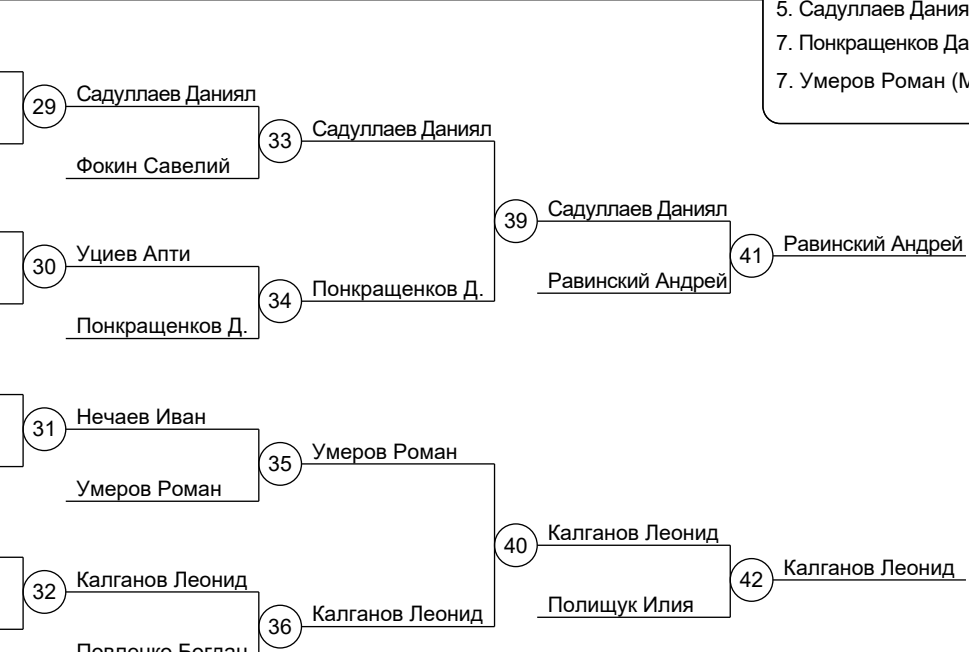 5. Садуллаев Дания
7. Понкращенков Да
7. Умеров Роман (М
29 Садуллаев Даниял
33 Садуллаев Даниял
Фокин Савелий
39 Садуллаев Даниял
41 Равинский Андрей
30 Уциев Апти
34 Понкращенков Д.
Равинский Андрей
Понкращенков Д.
31 Нечаев Иван
35 Умеров Роман
Умеров Роман
40 Калганов Леонид
42 Калганов Леонид
32 Калганов Леонид
36 Калганов Леонид
Полищук Илия
Богдан